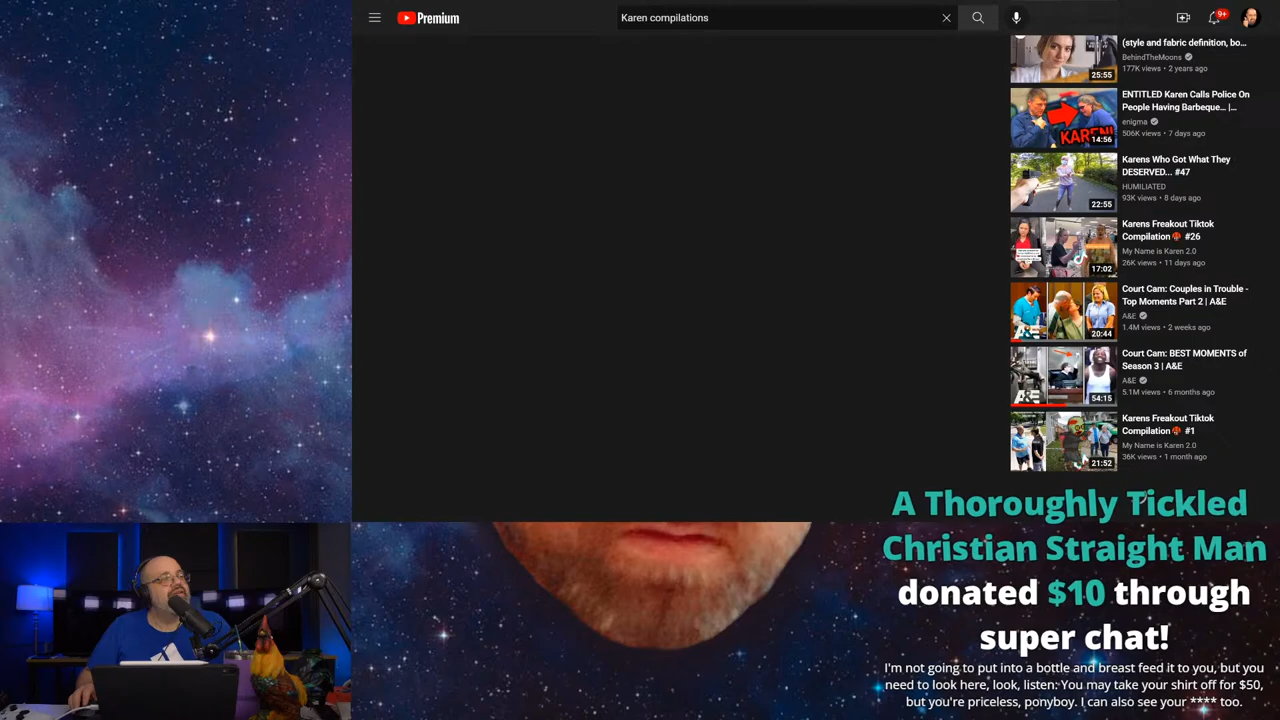 Premium
Karen compilations
9+
(style and fabric definition, bo...
BehindTheMoons
177K views • 2 years ago
25:55
ENTITLED Karen Calls Police On
People Having Barbeque... |...
enigma
506K views • 7 days ago
KAREN!
14:56
Karens Who Got What They
DESERVED... #47
HUMILIATED
93K views • 8 days ago
22:55
Karens Freakout Tiktok
Compilation #26
My Name is Karen 2.0
26K views • 11 days ago
17:02
Court Cam: Couples in Trouble -
Top Moments Part 2 | A&E
A&E
1.4M views • 2 weeks ago
A&E
20:44
Court Cam: BEST MOMENTS of
Season 3 | A&E
A&E
5.1M views • 6 months ago
A&E
54:15
Karens Freakout Tiktok
Compilation #1
My Name is Karen 2.0
36K views • 1 month ago
21:52
A Thoroughly Tickled
Christian Straight Man
donated $10 through
super chat!
I'm not going to put into a bottle and breast feed it to you, but you
need to look here, look, listen: You may take your shirt off for $50,
but you're priceless, ponyboy. I can also see your **** too.